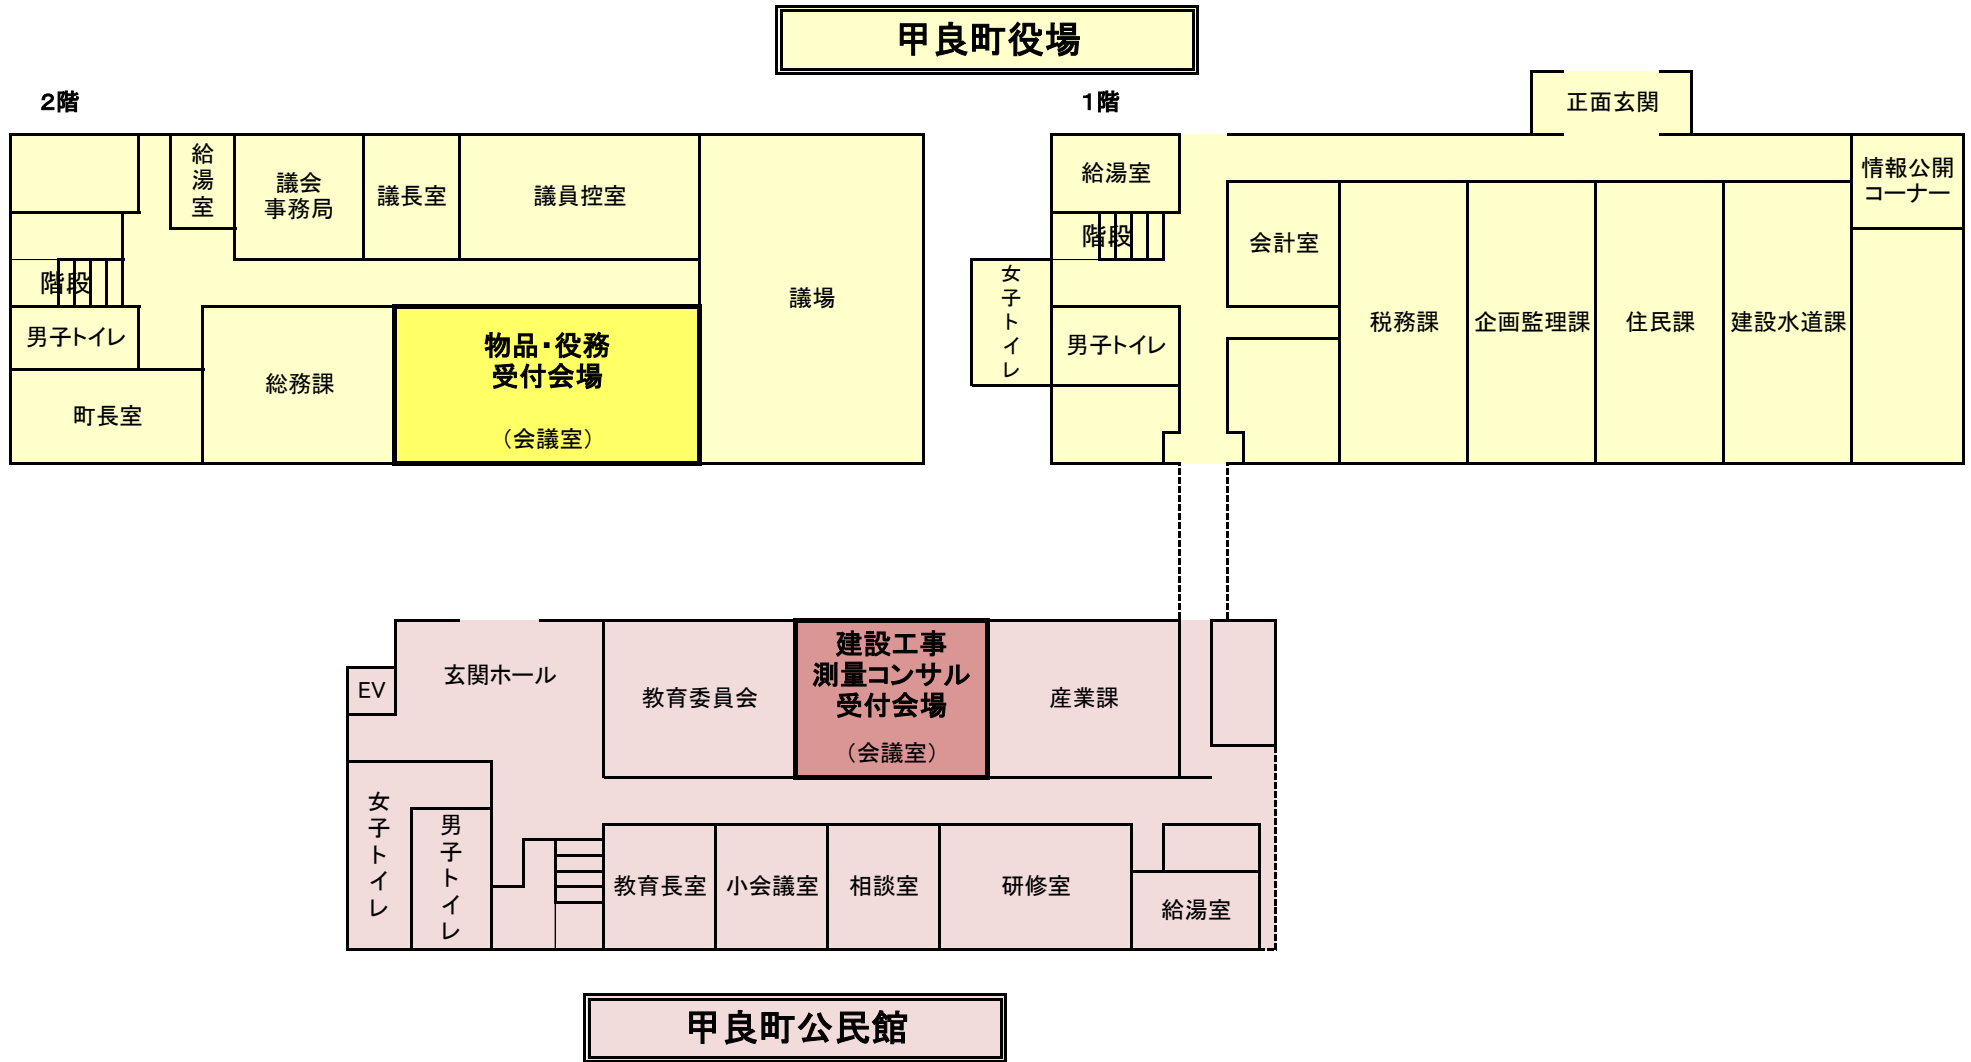 甲良町役場
2階
1階
正面玄関
給湯室
議会
事務局
議長室
議員控室
議場
階段
男子トイレ
町長室
総務課
物品・役務
受付会場
（会議室）
給湯室
階段
女子トイレ
男子トイレ
会計室
税務課
企画監理課
住民課
建設水道課
情報公開
コーナー
EV
玄関ホール
教育委員会
建設工事
測量コンサル
受付会場
（会議室）
産業課
女子トイレ
男子トイレ
教育長室
小会議室
相談室
研修室
給湯室
甲良町公民館